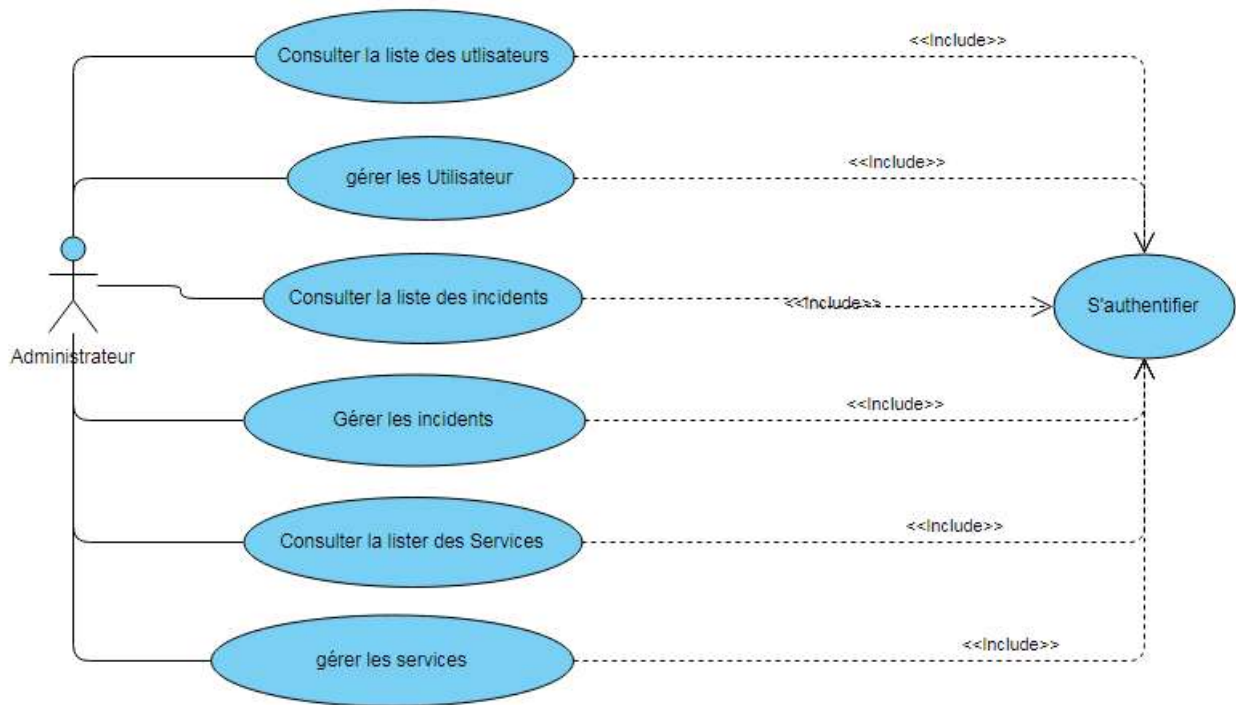 Consulter la liste des utlisateurs
<<Include>>
gérer les Utilisateur
<<Include>>
Consulter la liste des incidents
<<Include>>
S'authentifier
Administrateur
Gérer les incidents
<<Include>>
Consulter la lister des Services
<<Include>>
gérer les services
<<Include>>